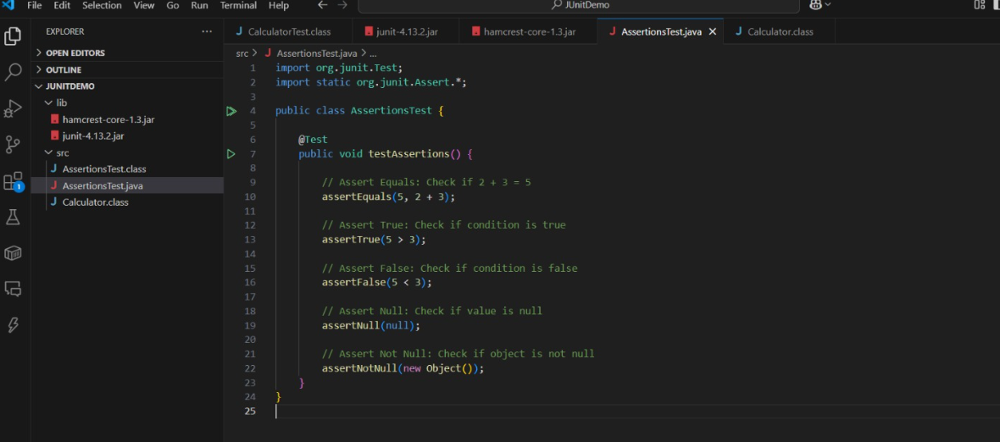 File Edit Selection View Go Run Terminal Help
JUnitDemo
EXPLORER
OPEN EDITORS
OUTLINE
JUNITDEMO
lib
hamcrest-core-1.3.jar
junit-4.13.2.jar
src
AssertionsTest.class
AssertionsTest.java
Calculator.class
1
CalculatorTest.class junit-4.13.2.jar hamcrest-core-1.3.jar AssertionsTest.java Calculator.class
src > AssertionsTest.java > ...
1 import org.junit.Test;
2 import static org.junit.Assert.*;
3
4 public class AssertionsTest {
5
6 @Test
7 public void testAssertions() {
8
9 // Assert Equals: Check if 2 + 3 = 5
10 assertEquals(5, 2 + 3);
11
12 // Assert True: Check if condition is true
13 assertTrue(5 > 3);
14
15 // Assert False: Check if condition is false
16 assertFalse(5 < 3);
17
18 // Assert Null: Check if value is null
19 assertNull(null);
20
21 // Assert Not Null: Check if object is not null
22 assertNotNull(new Object());
23 }
24 }
25